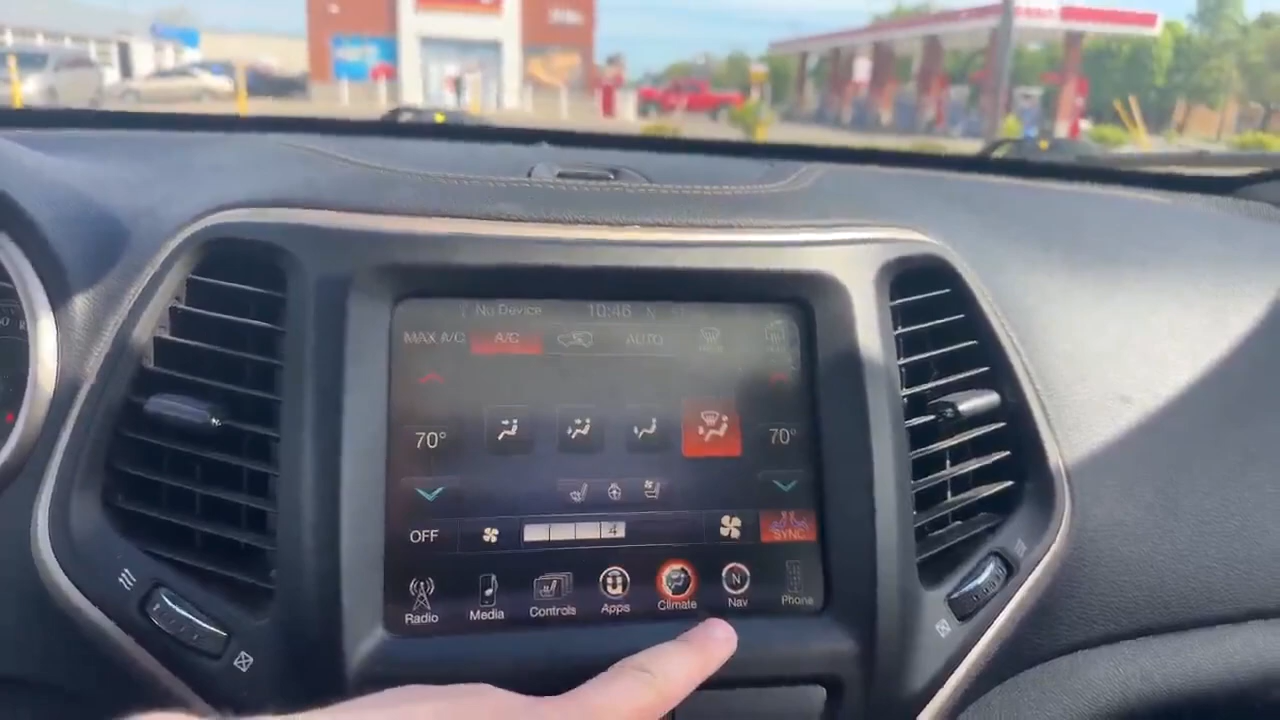 No Device 10:46 N
MAX A/C A/C AUTO
70° 70°
OFF 4 SYNC
Radio Media Controls Apps Climate N Nav Phone